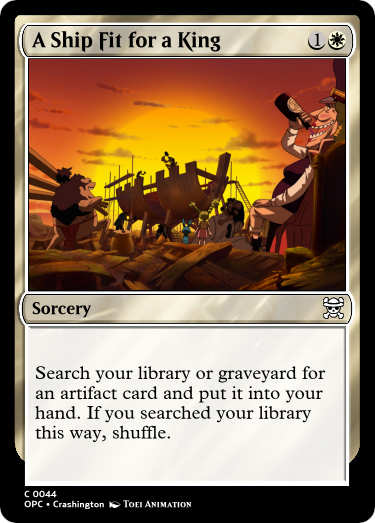 A Ship Fit for a King 1
Sorcery
Search your library or graveyard for
an artifact card and put it into your
hand. If you searched your library
this way, shuffle.
C 0044
OPC • Crashington Toei Animation